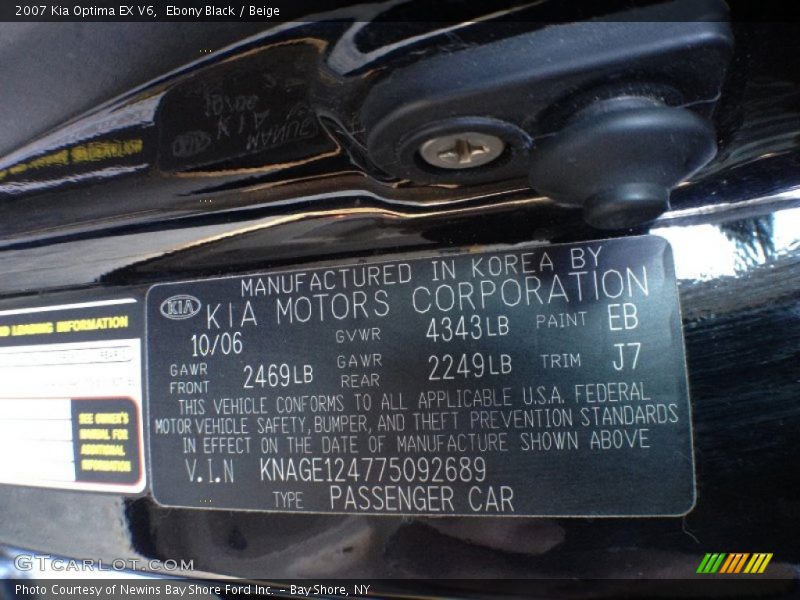 2007 Kia Optima EX V6,  Ebony Black / Beige
MANUFACTURED IN KOREA BY
KIA KIA MOTORS CORPORATION
10/06 GVWR 4343LB PAINT EB
GAWR FRONT 2469LB GAWR REAR 2249LB TRIM J7
THIS VEHICLE CONFORMS TO ALL APPLICABLE U.S.A. FEDERAL
MOTOR VEHICLE SAFETY, BUMPER, AND THEFT PREVENTION STANDARDS
IN EFFECT ON THE DATE OF MANUFACTURE SHOWN ABOVE
V.I.N KNAGE124775092689
TYPE PASSENGER CAR
LOADING INFORMATION
SEE OWNER'S
MANUAL FOR
ADDITIONAL
INFORMATION
GTCarLot.com
Photo Courtesy of Newins Bay Shore Ford Inc. - Bay Shore, NY